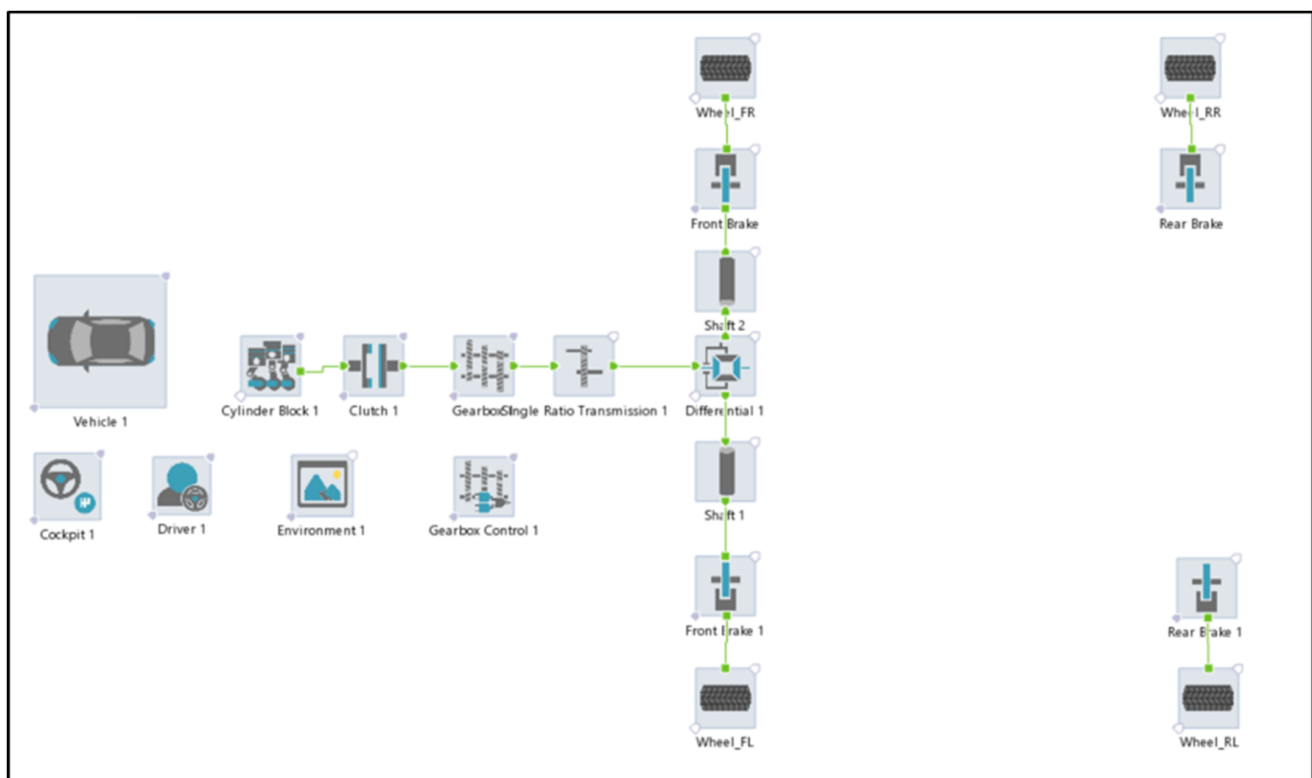 Wheel_FR
Wheel_RR
Front Brake
Rear Brake
Shaft 2
Vehicle 1
Cylinder Block 1
Clutch 1
Gearbox
Single Ratio Transmission 1
Differential 1
Cockpit 1
Driver 1
Environment 1
Gearbox Control 1
Shaft 1
Front Brake 1
Rear Brake 1
Wheel_FL
Wheel_RL